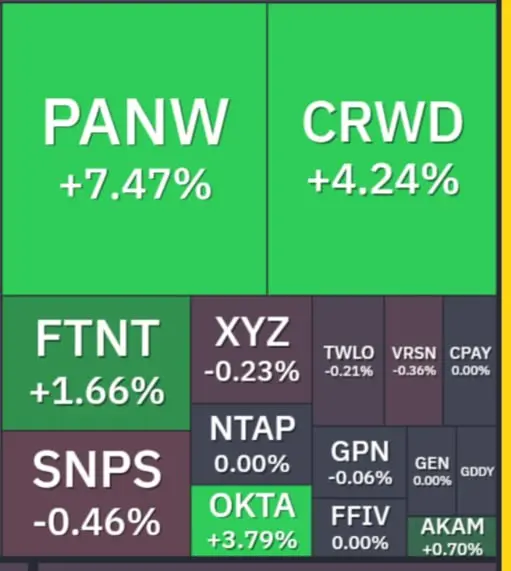 PANW
+7.47%
CRWD
+4.24%
FTNT
+1.66%
XYZ
-0.23%
TWLO
-0.21%
VRSN
-0.36%
CPAY
0.00%
SNPS
-0.46%
NTAP
0.00%
OKTA
+3.79%
GPN
-0.06%
FFIV
0.00%
GEN
0.00%
GDDY
AKAM
+0.70%